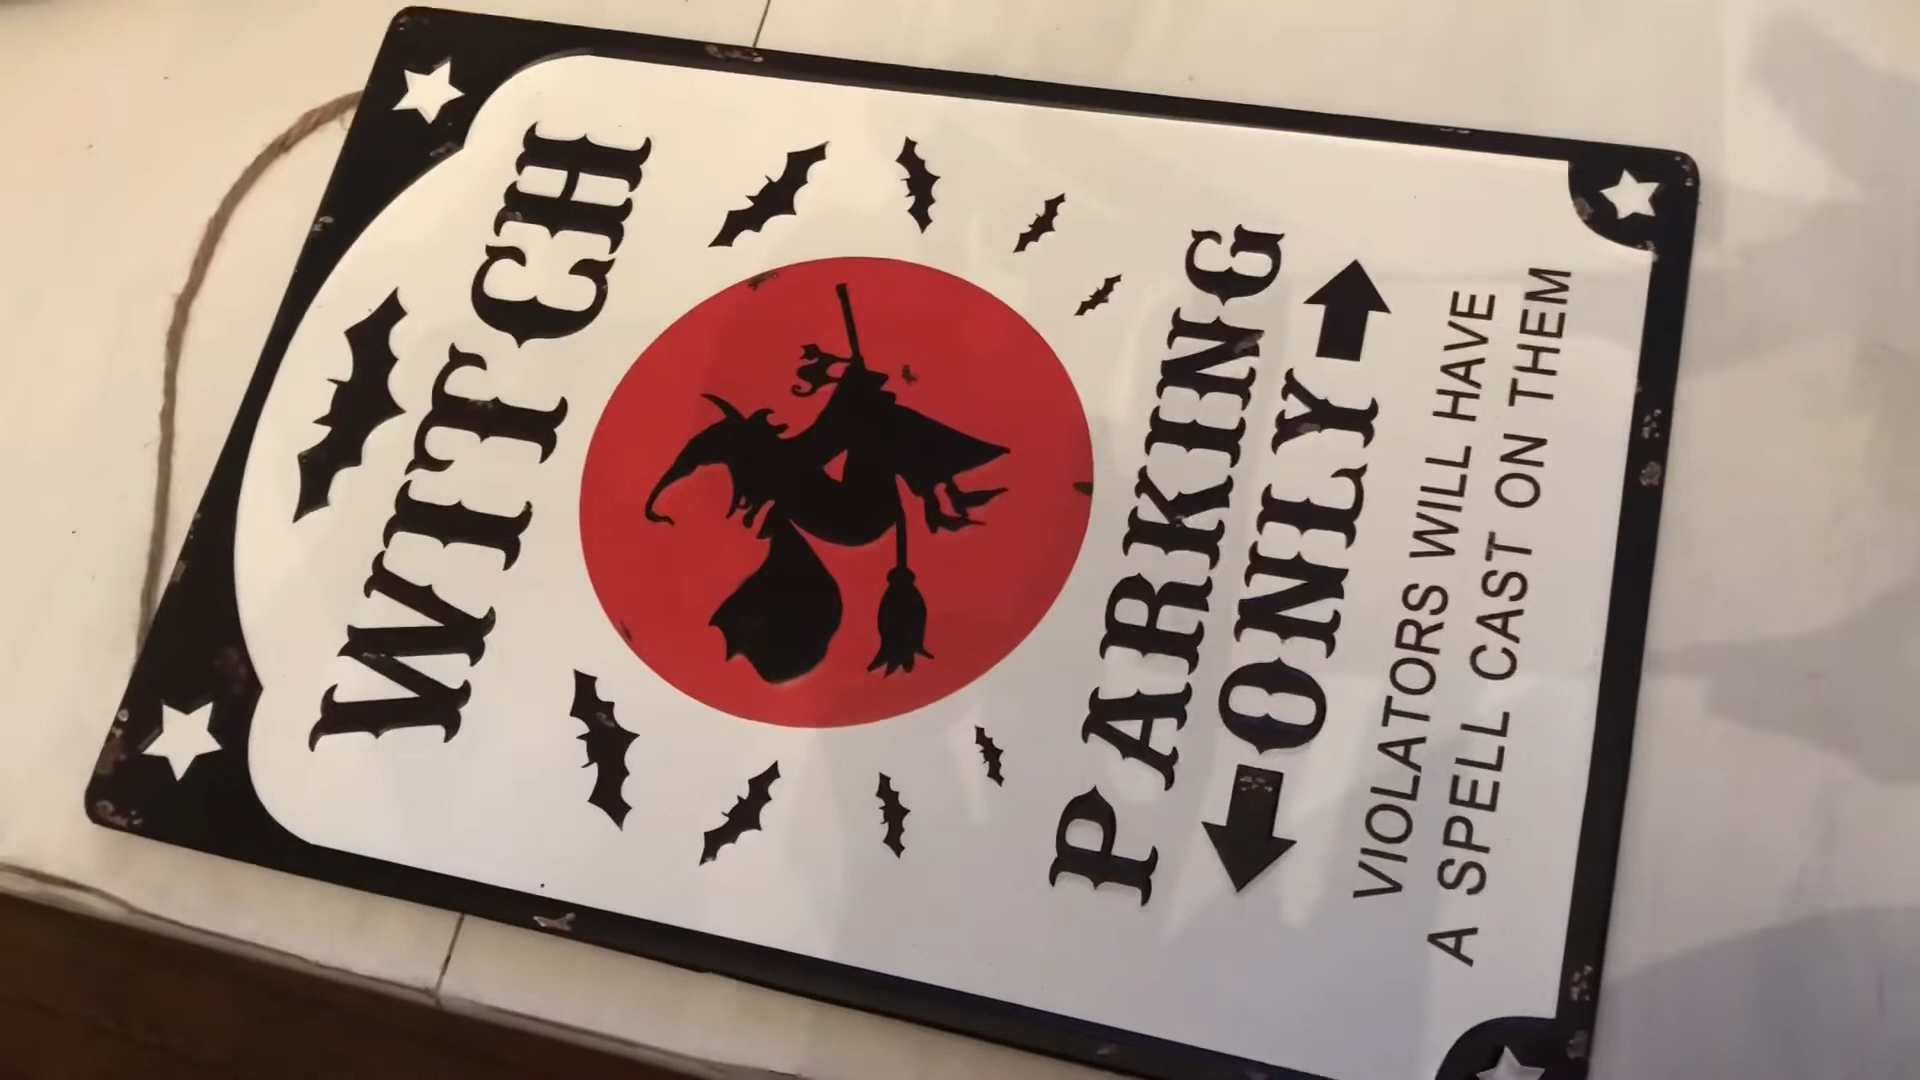 WITCH
PARKING
ONLY
VIOLATORS WILL HAVE
A SPELL CAST ON THEM